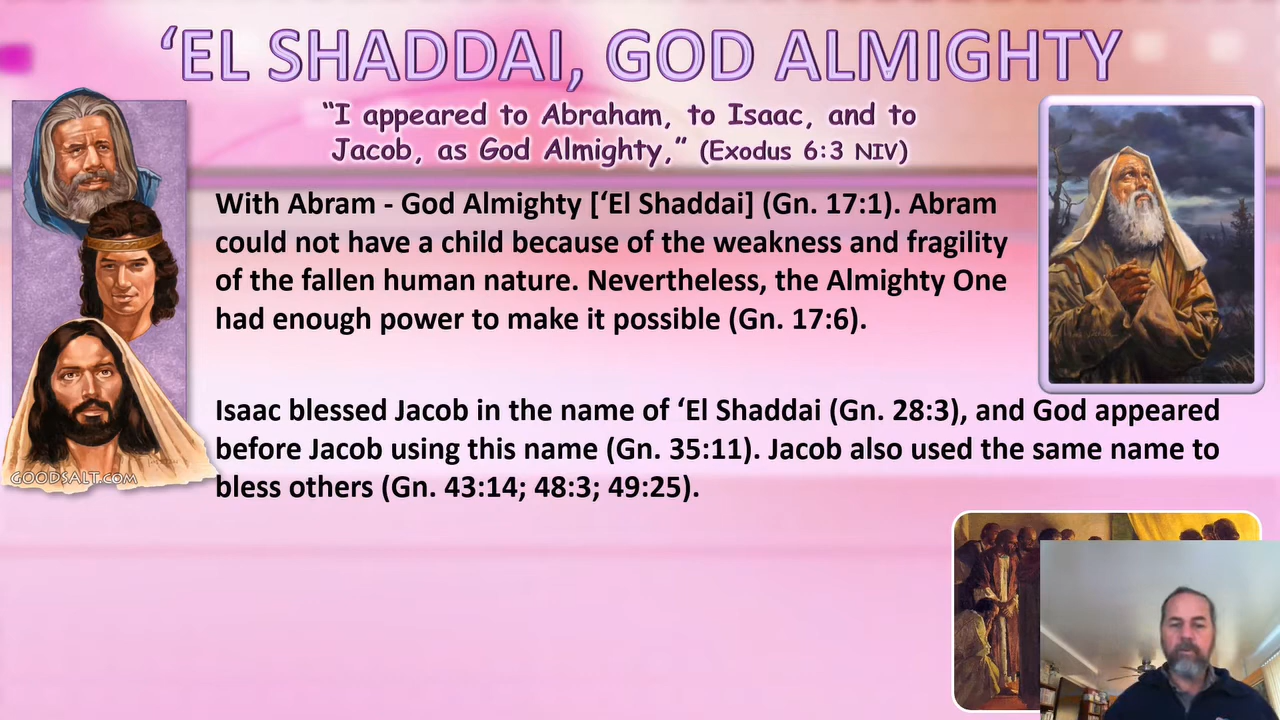 ‘EL SHADDAI, GOD ALMIGHTY
“I appeared to Abraham, to Isaac, and to
Jacob, as God Almighty,” (Exodus 6:3 NIV)
With Abram - God Almighty [‘El Shaddai] (Gn. 17:1). Abram
could not have a child because of the weakness and fragility
of the fallen human nature. Nevertheless, the Almighty One
had enough power to make it possible (Gn. 17:6).
Isaac blessed Jacob in the name of ‘El Shaddai (Gn. 28:3), and God appeared
before Jacob using this name (Gn. 35:11). Jacob also used the same name to
bless others (Gn. 43:14; 48:3; 49:25).
GOODSALT.COM